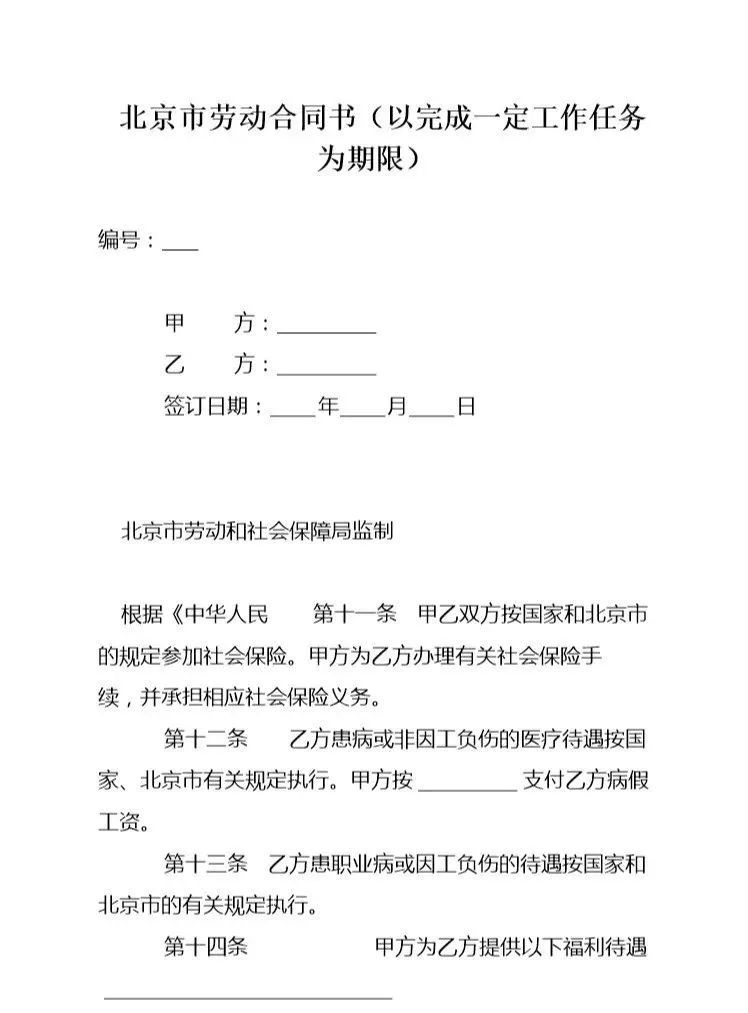 北京市劳动合同书（以完成一定工作任务
为期限）
编号：___
甲　　方：_________
乙　　方：_________
签订日期：____年____月____日
北京市劳动和社会保障局监制
根据《中华人民　　第十一条　甲乙双方按国家和北京市
的规定参加社会保险。甲方为乙方办理有关社会保险手
续，并承担相应社会保险义务。
第十二条　　乙方患病或非因工负伤的医疗待遇按国
家、北京市有关规定执行。甲方按_________支付乙方病假
工资。
第十三条　乙方患职业病或因工负伤的待遇按国家和
北京市的有关规定执行。
第十四条　　　　　　甲方为乙方提供以下福利待遇
__________________________